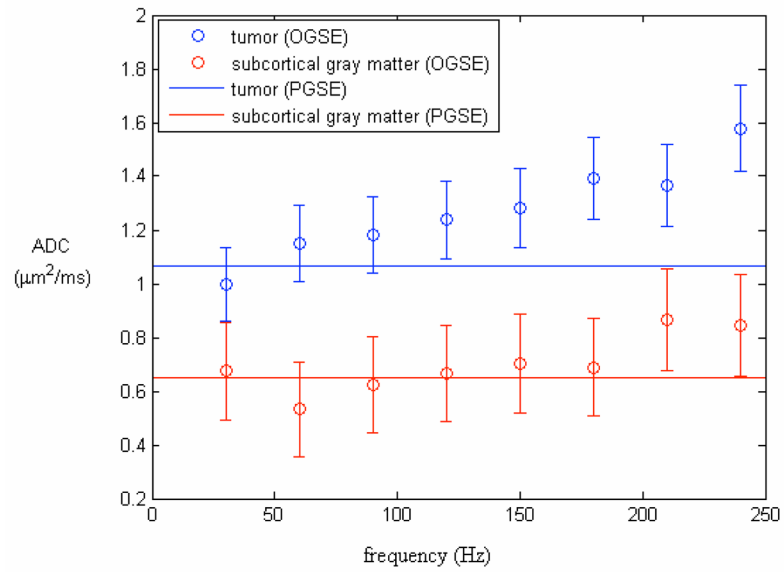 2
1.8
1.6
1.4
1.2
1
0.8
0.6
0.4
0.2
ADC
(μm²/ms)
tumor (OGSE)
subcortical gray matter (OGSE)
tumor (PGSE)
subcortical gray matter (PGSE)
0 50 100 150 200 250
frequency (Hz)